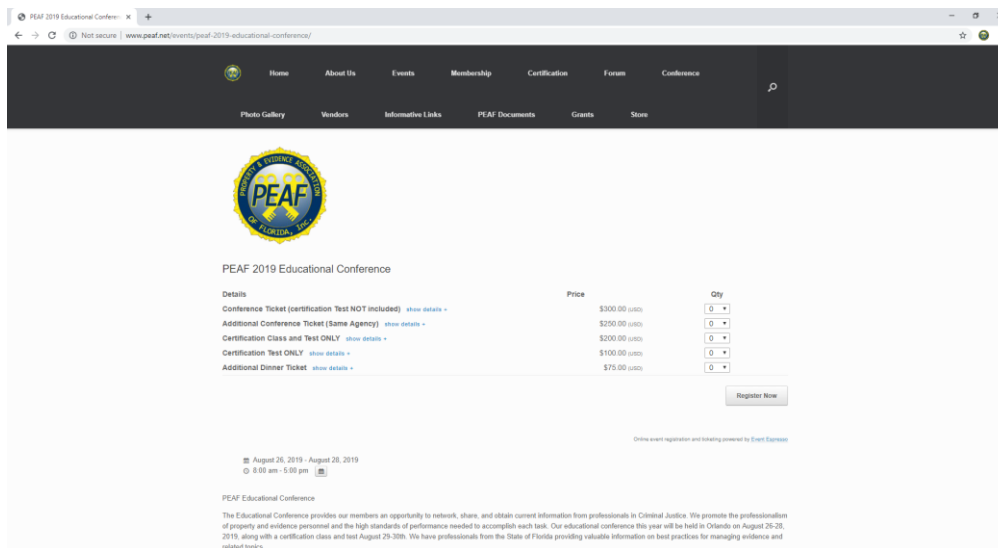 PEAF 2019 Educational Conferenc
Not secure | www.peaf.net/events/peaf-2019-educational-conference/
Home About Us Events Membership Certification Forum Conference
Photo Gallery Vendors Informative Links PEAF Documents Grants Store
PROPERTY & EVIDENCE ASSOCIATION
PEAF
OF FLORIDA, Inc.
PEAF 2019 Educational Conference
Details Price Qty
Conference Ticket (certification Test NOT included) show details + $300.00 (USD) 0
Additional Conference Ticket (Same Agency) show details + $250.00 (USD) 0
Certification Class and Test ONLY show details + $200.00 (USD) 0
Certification Test ONLY show details + $100.00 (USD) 0
Additional Dinner Ticket show details + $75.00 (USD) 0
Register Now
Online event registration and ticketing powered by Event Espresso
August 26, 2019 - August 28, 2019
8:00 am - 5:00 pm
PEAF Educational Conference
The Educational Conference provides our members an opportunity to network, share, and obtain current information from professionals in Criminal Justice. We promote the professionalism
of property and evidence personnel and the high standards of performance needed to accomplish each task. Our educational conference this year will be held in Orlando on August 26-28,
2019, along with a certification class and test August 29-30th. We have professionals from the State of Florida providing valuable information on best practices for managing evidence and
related topics